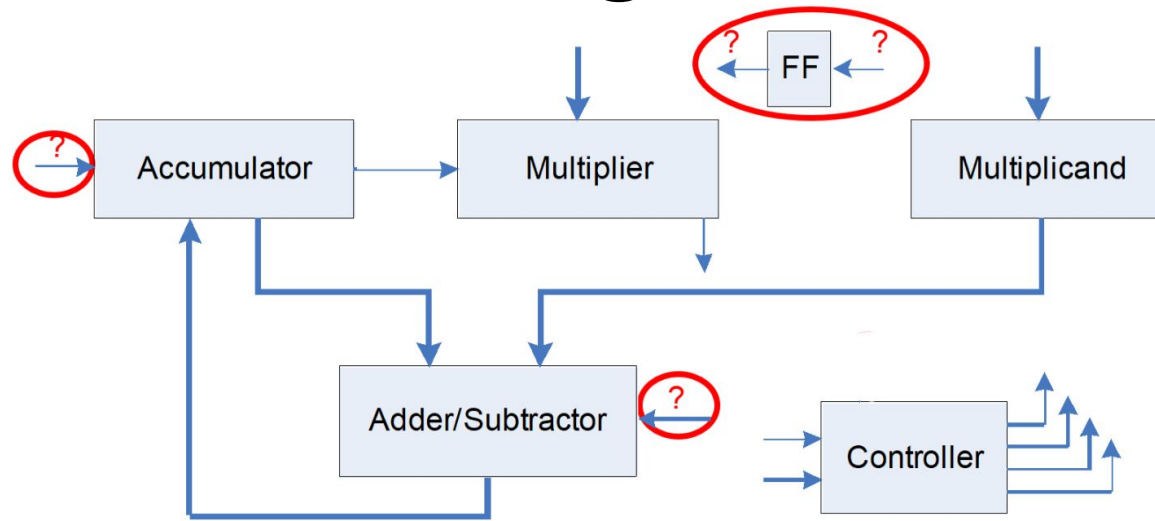 ? FF ?
?
Accumulator
Multiplier
Multiplicand
Adder/Subtractor
?
Controller